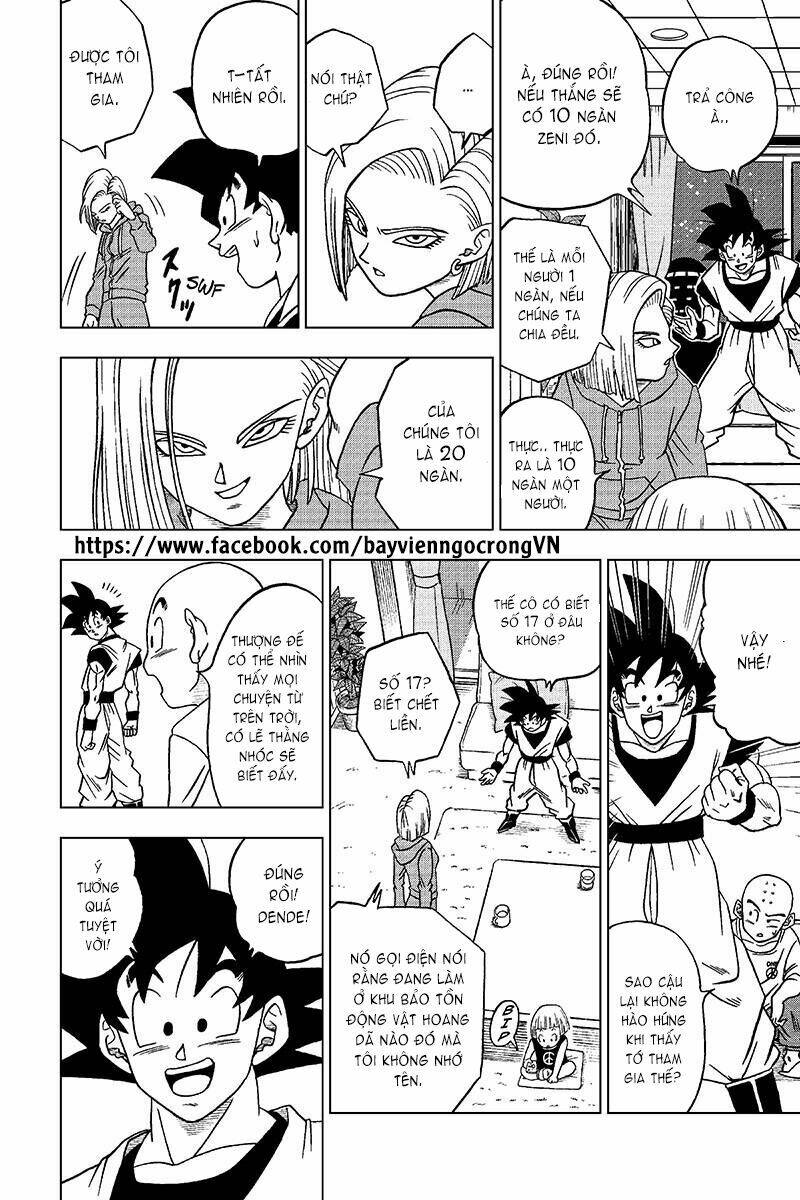 TRẢ CÔNG
À..
À, ĐÚNG RỒI!
NẾU THẮNG SẼ
CÓ 10 NGÀN
ZENI ĐÓ.
THẾ LÀ MỖI
NGƯỜI 1
NGÀN, NẾU
CHÚNG TA
CHIA ĐỀU.
THỰC.. THỰC
RA LÀ 10
NGÀN MỘT
NGƯỜI.
...
NÓI THẬT
CHỨ?
T-TẤT
NHIÊN RỒI.
ĐƯỢC TÔI
THAM
GIA.
スクッ
SWF
CỦA
CHÚNG TÔI
LÀ 20
NGÀN.
https://www.facebook.com/bayvienngocrongVN
VẬY
NHÉ!
SAO CẬU
LẠI KHÔNG
HÀO HỨNG
KHI THẤY
TỚ THAM
GIA THẾ?
THẾ CÔ CÓ BIẾT
SỐ 17 Ở ĐÂU
KHÔNG?
SỐ 17?
BIẾT CHẾT
LIỀN.
NÓ GỌI ĐIỆN NÓI
RẰNG ĐANG LÀM
Ở KHU BẢO TỒN
ĐỘNG VẬT HOANG
DÃ NÀO ĐÓ MÀ
TÔI KHÔNG NHỚ
TÊN.
BIP
THƯỢNG ĐẾ
CÓ THỂ NHÌN
THẤY MỌI
CHUYỆN TỪ
TRÊN TRỜI,
CÓ LẼ THẰNG
NHÓC SẼ
BIẾT ĐẤY.
ĐÚNG
RỒI!
DENDE!
Ý
TƯỞNG
QUÁ
TUYỆT
VỜI!